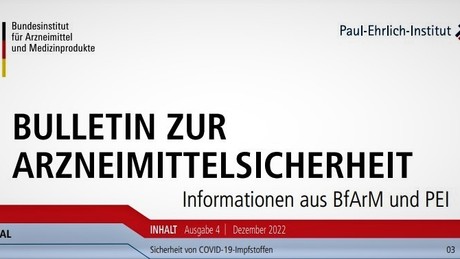 Bundesinstitut
für Arzneimittel
und Medizinprodukte
Paul-Ehrlich-Institut
BULLETIN ZUR
ARZNEIMITTELSICHERHEIT
Informationen aus BfArM und PEI
INHALT Ausgabe 4 | Dezember 2022
AL
Sicherheit von COVID-19-Impfstoffen 03